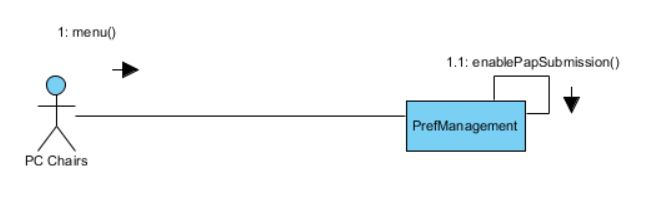 1: menu()
1.1: enablePapSubmission()
PrefManagement
PC Chairs